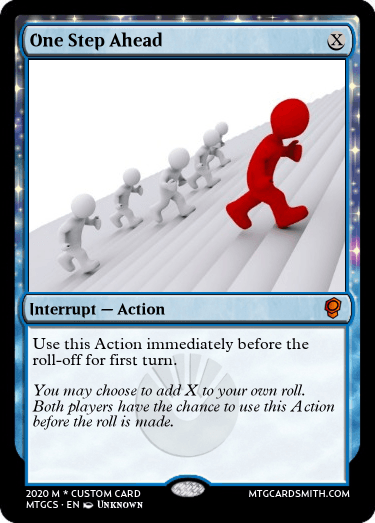 One Step Ahead X
Interrupt — Action
Use this Action immediately before the
roll-off for first turn.
You may choose to add X to your own roll.
Both players have the chance to use this Action
before the roll is made.
2020 M * CUSTOM CARD MTGCARDSMITH.COM
MTGCS · EN Unknown